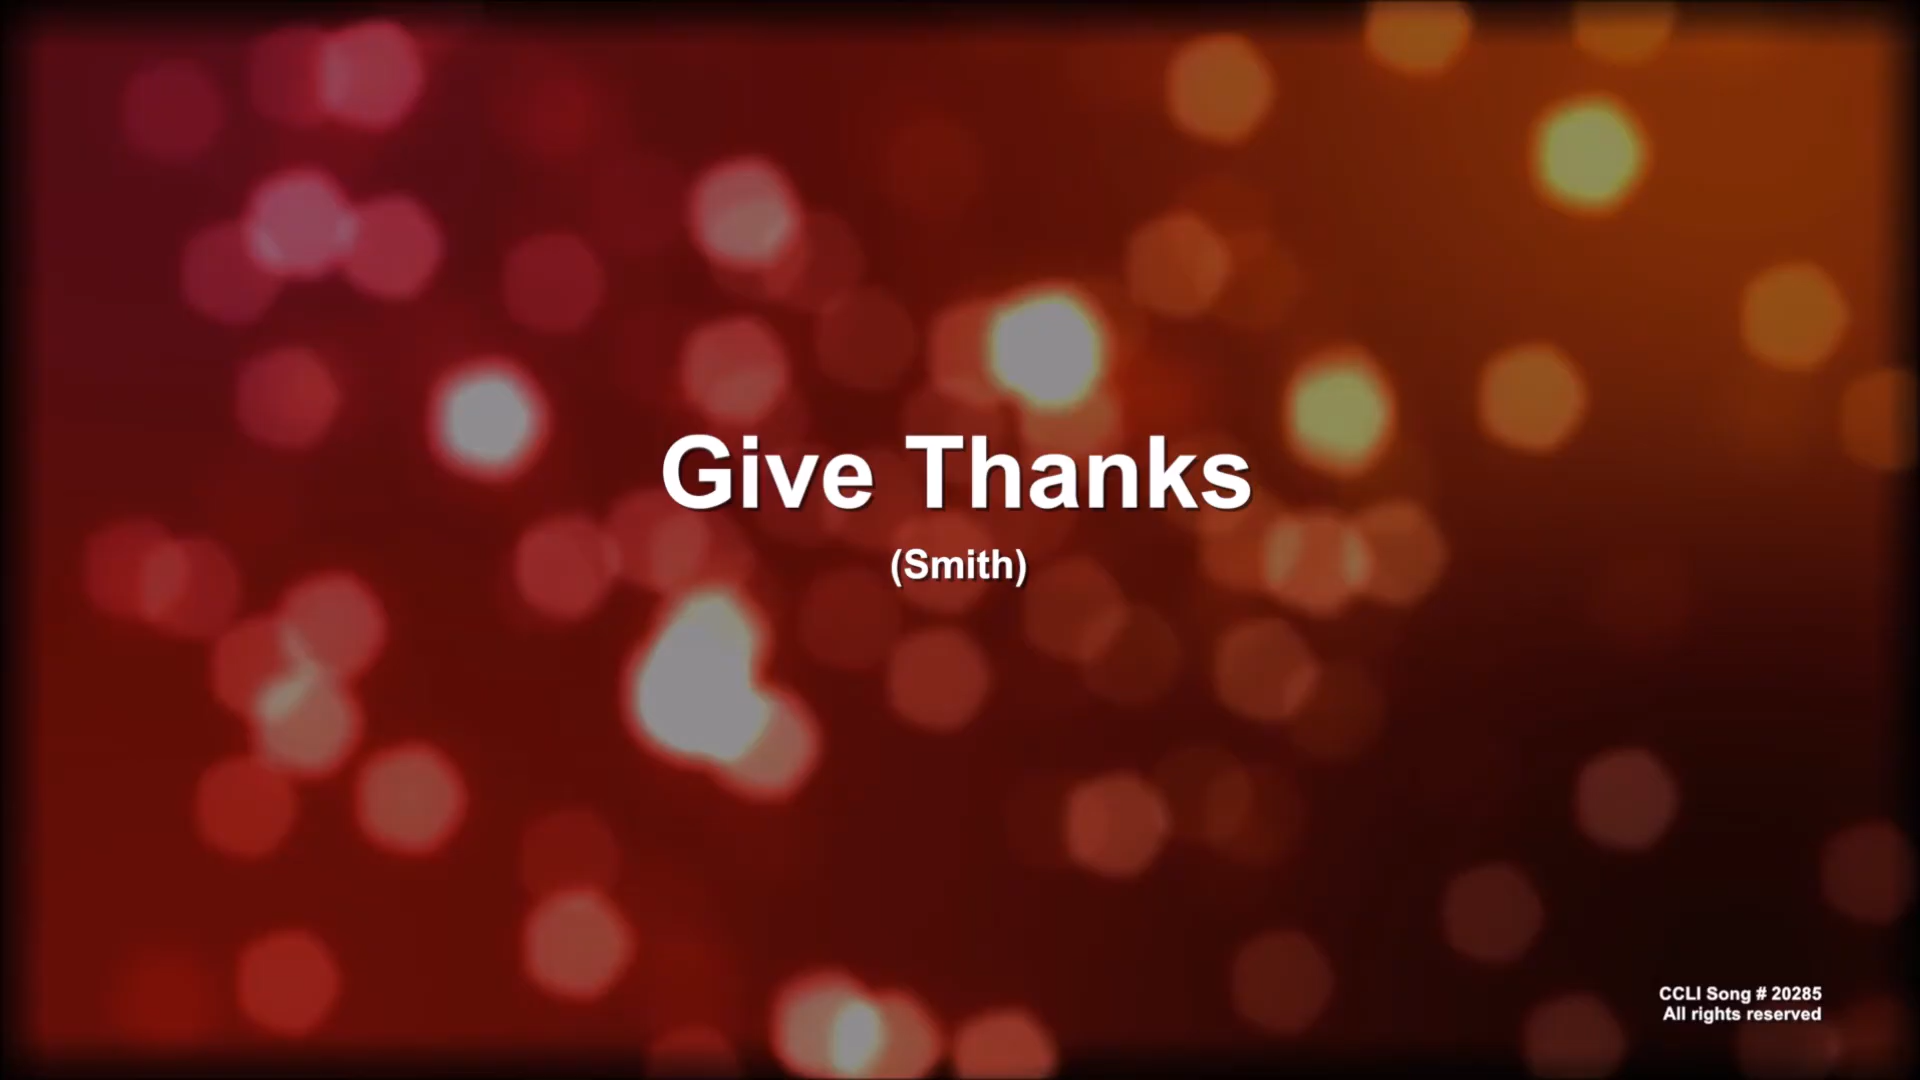 Give Thanks
(Smith)
CCLI Song # 20285
All rights reserved